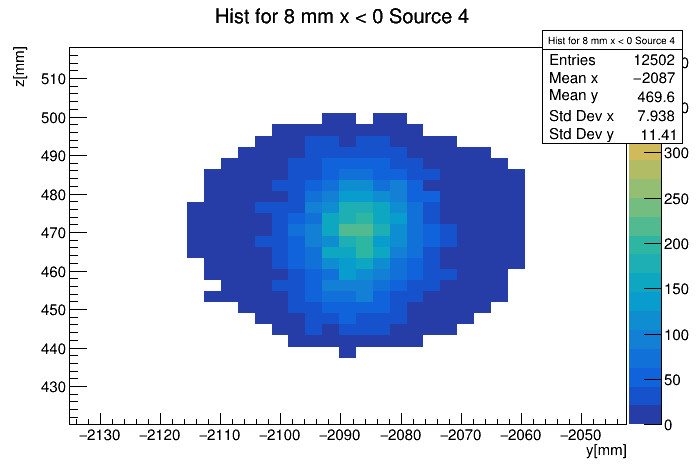 Hist for 8 mm x < 0 Source 4
z[mm]
Hist for 8 mm x < 0 Source 4
Entries 12502
Mean x −2087
Mean y 469.6
Std Dev x 7.938
Std Dev y 11.41
510
500
490
480
470
460
450
440
430
300
250
200
150
100
50
0
−2130 −2120 −2110 −2100 −2090 −2080 −2070 −2060 −2050
y[mm]